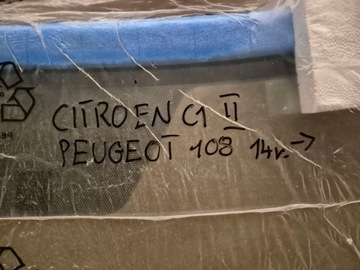 CITROEN C1 II
PEUGEOT 108 14r. →